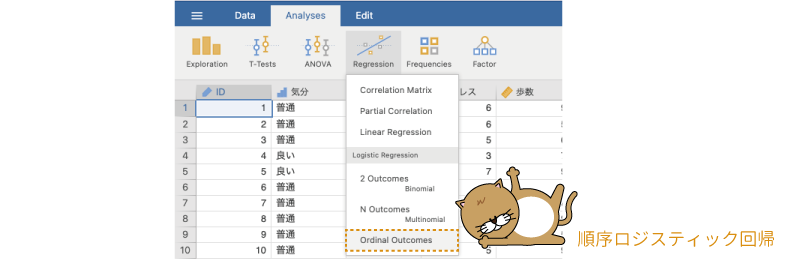 Data Analyses Edit
Exploration T-Tests ANOVA Regression Frequencies Factor
ID 気分 レス 歩数
Correlation Matrix
Partial Correlation
Linear Regression
Logistic Regression
2 Outcomes
Binomial
N Outcomes
Multinomial
Ordinal Outcomes
1 1 普通 6
2 2 普通 6
3 3 普通 5
4 4 良い 3
5 5 良い 7
6 6 普通
7 7 普通
8 8 普通
9 9 普通
10 10 普通 5
順序ロジスティック回帰